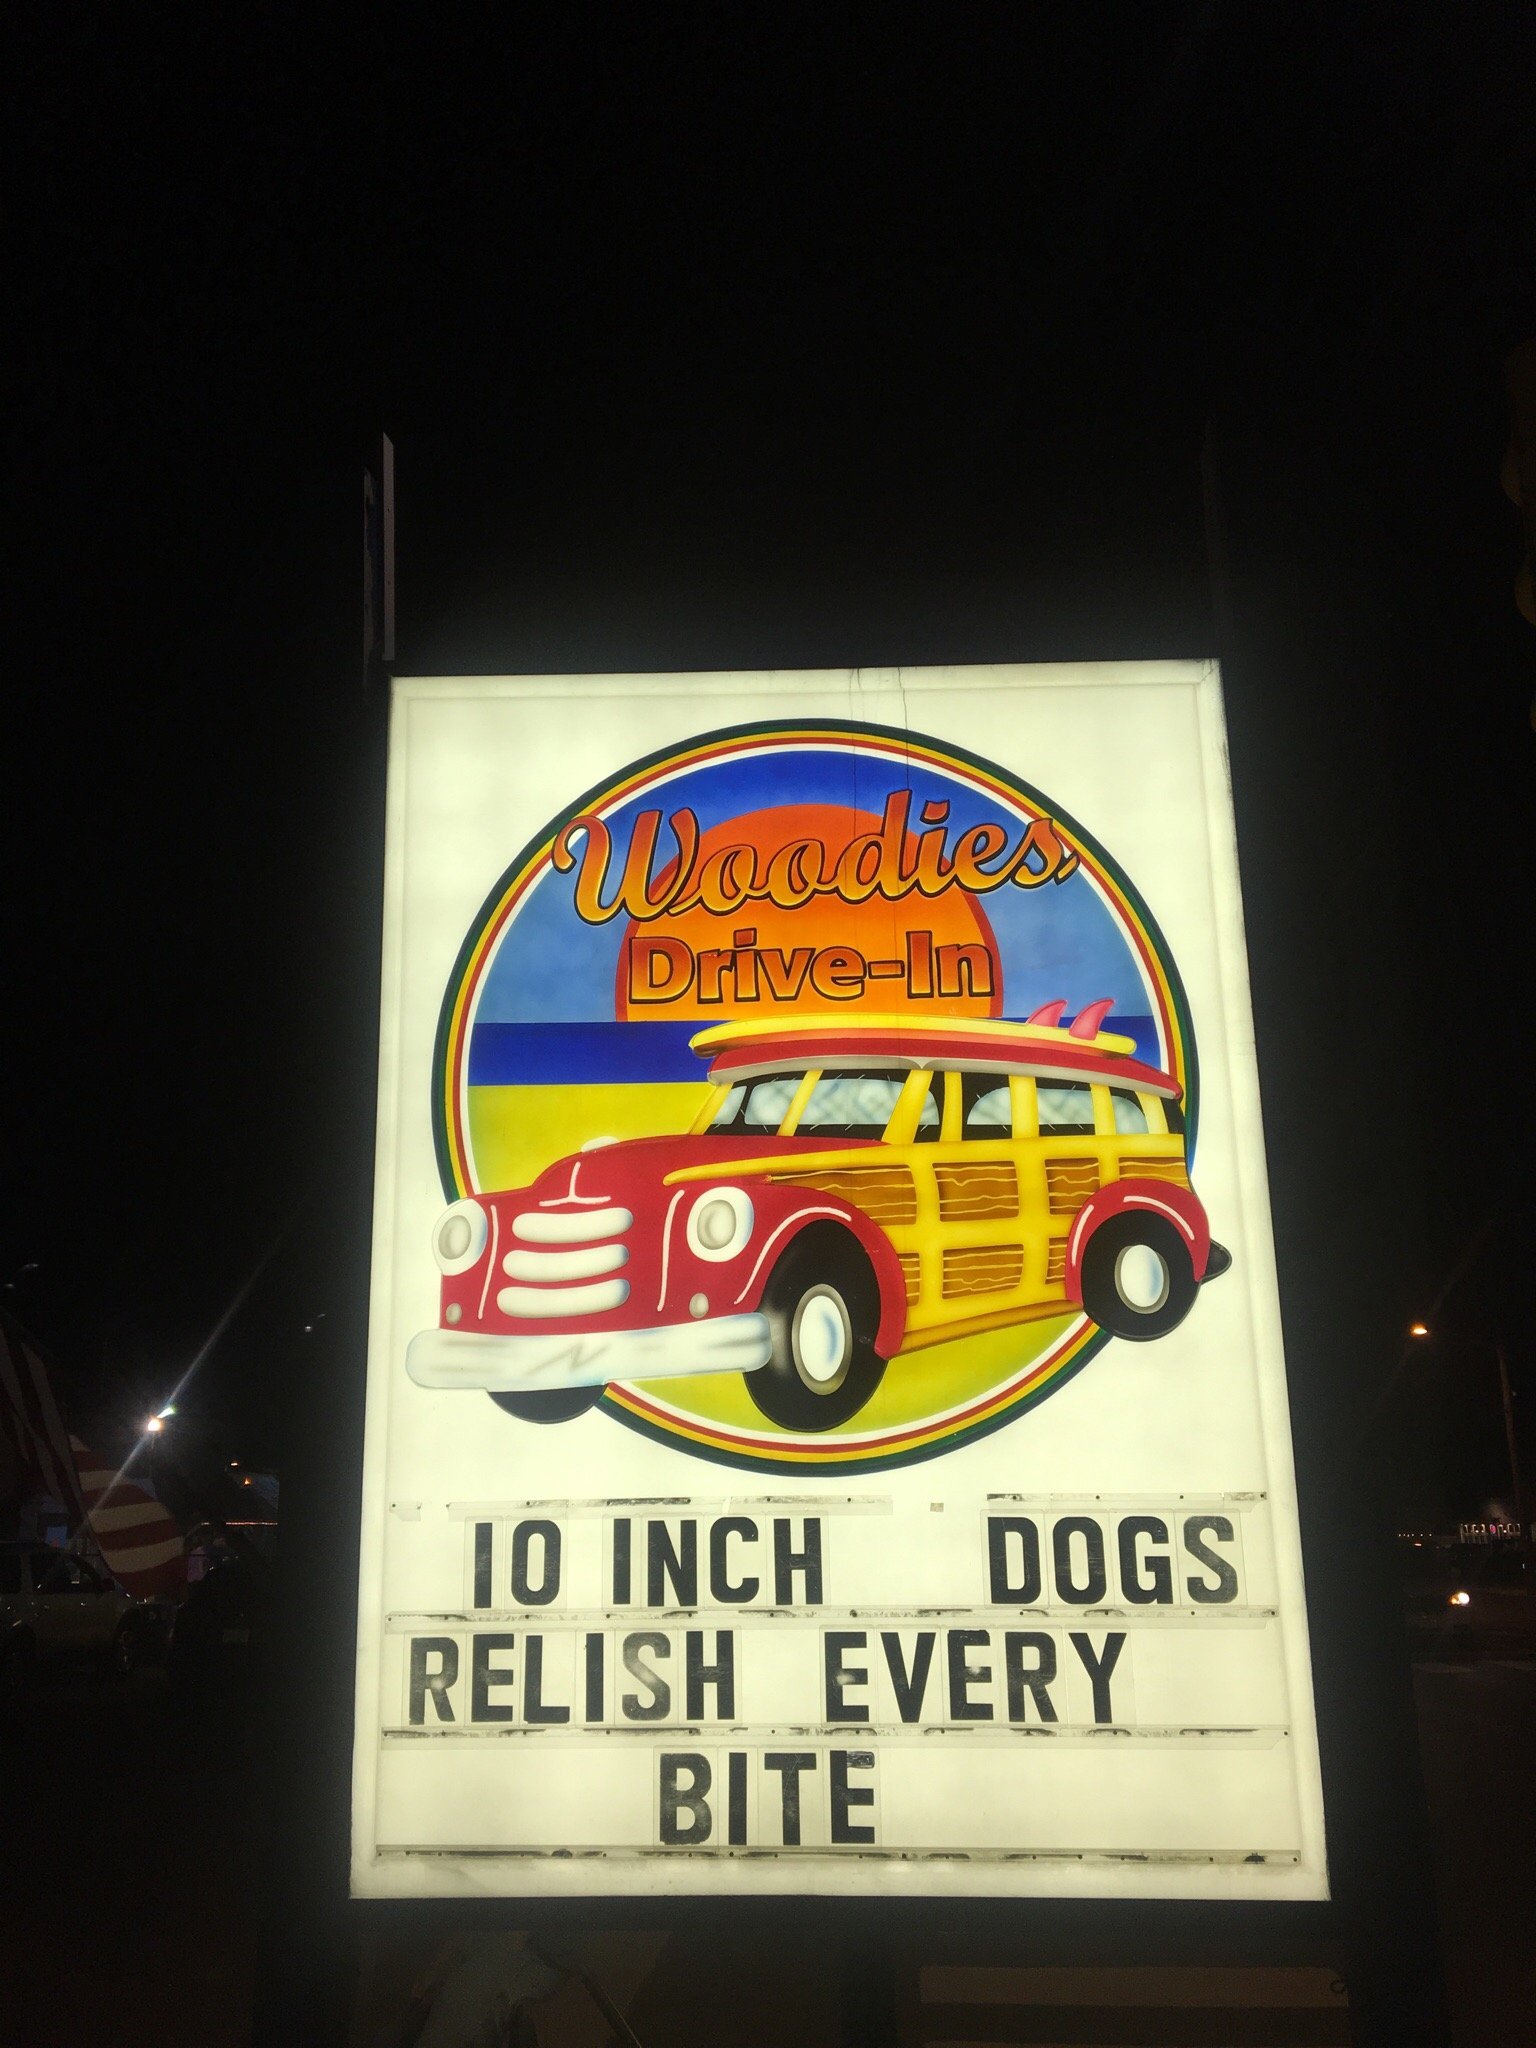 Woodies
Drive-In
10 INCH DOGS
RELISH EVERY
BITE